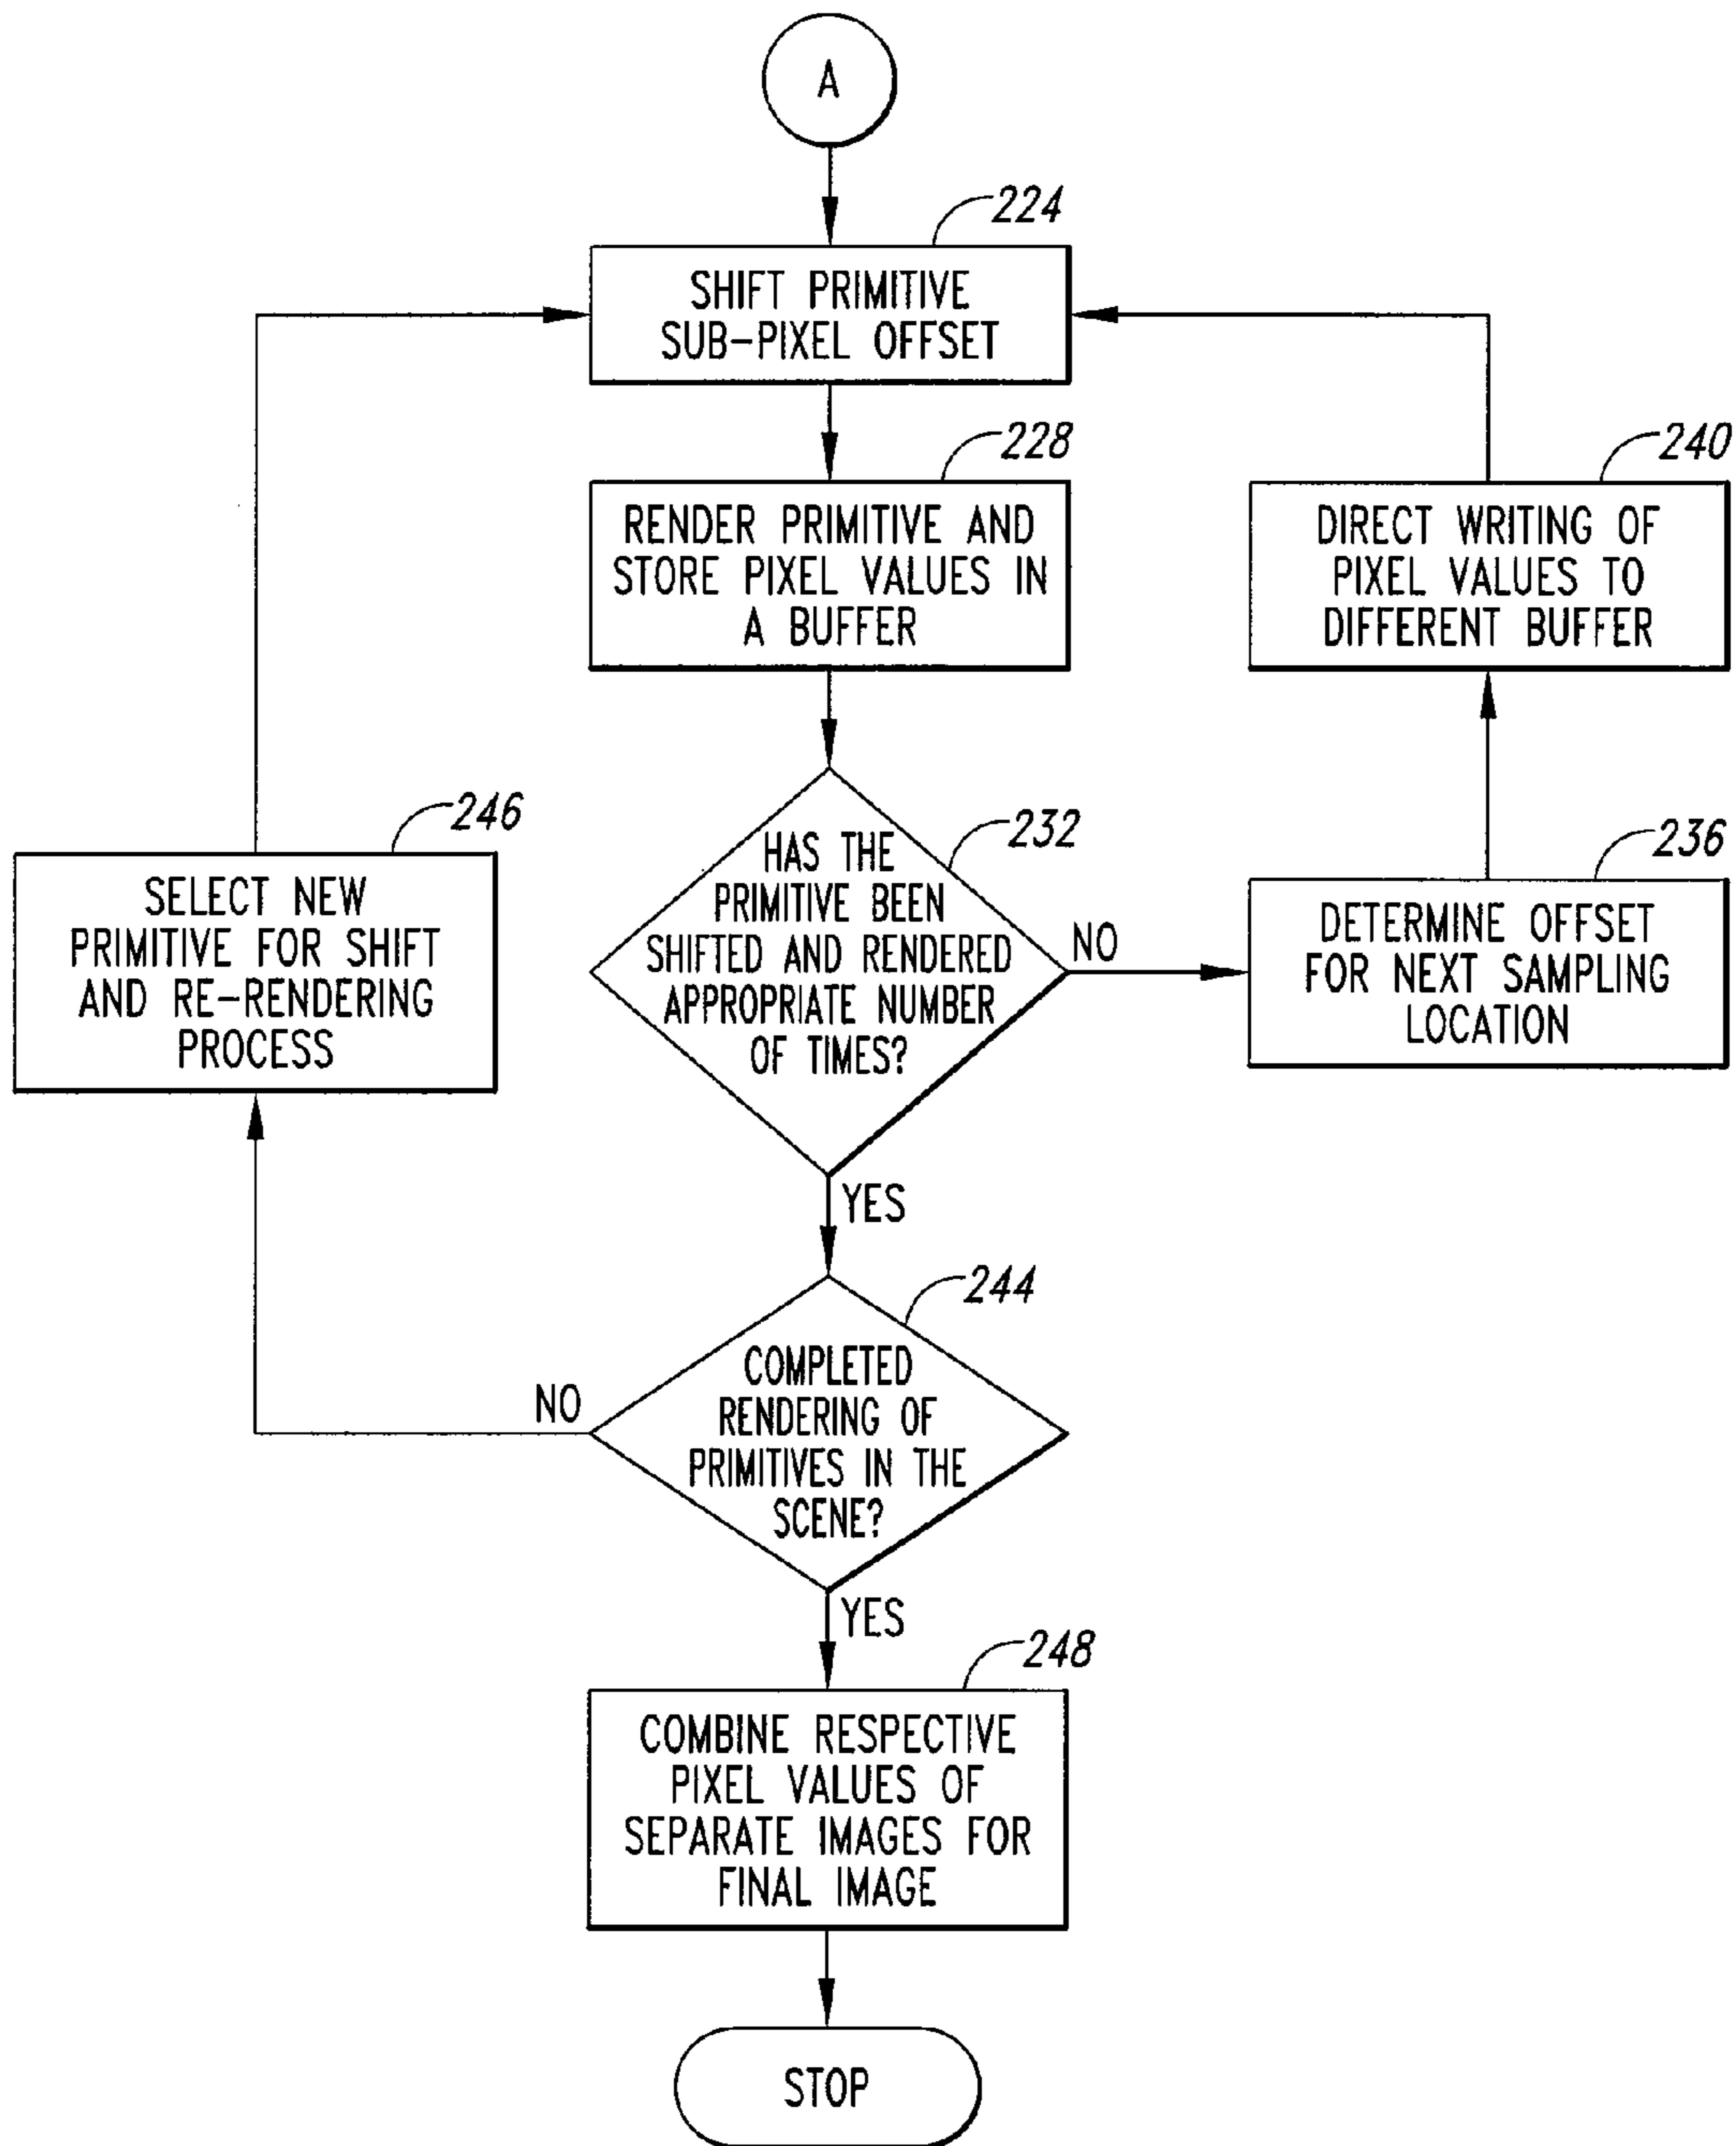 A
224
SHIFT PRIMITIVE
SUB-PIXEL OFFSET
228
RENDER PRIMITIVE AND
STORE PIXEL VALUES IN
A BUFFER
240
DIRECT WRITING OF
PIXEL VALUES TO
DIFFERENT BUFFER
232
HAS THE
PRIMITIVE BEEN
SHIFTED AND RENDERED
APPROPRIATE NUMBER
OF TIMES?
NO
236
DETERMINE OFFSET
FOR NEXT SAMPLING
LOCATION
246
SELECT NEW
PRIMITIVE FOR SHIFT
AND RE-RENDERING
PROCESS
YES
244
COMPLETED
RENDERING OF
PRIMITIVES IN THE
SCENE?
NO
YES
248
COMBINE RESPECTIVE
PIXEL VALUES OF
SEPARATE IMAGES FOR
FINAL IMAGE
STOP